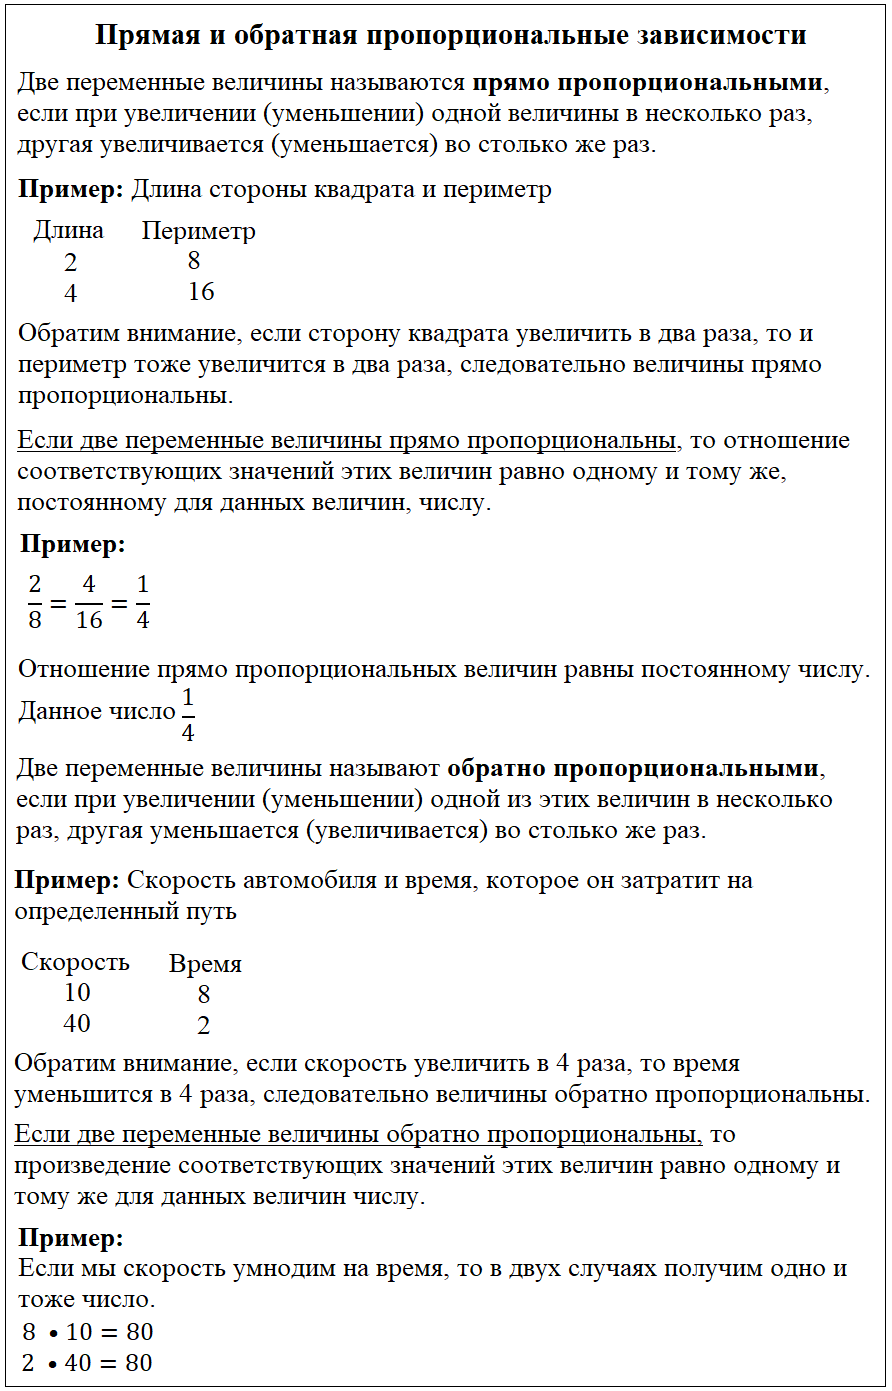 Прямая и обратная пропорциональные зависимости
Две переменные величины называются прямо пропорциональными,
если при увеличении (уменьшении) одной величины в несколько раз,
другая увеличивается (уменьшается) во столько же раз.
Пример: Длина стороны квадрата и периметр
Длина Периметр
2 8
4 16
Обратим внимание, если сторону квадрата увеличить в два раза, то и
периметр тоже увеличится в два раза, следовательно величины прямо
пропорциональны.
Если две переменные величины прямо пропорциональны, то отношение
соответствующих значений этих величин равно одному и тому же,
постоянному для данных величин, числу.
Пример:
2/8 = 4/16 = 1/4
Отношение прямо пропорциональных величин равны постоянному числу.
Данное число 1/4
Две переменные величины называют обратно пропорциональными,
если при увеличении (уменьшении) одной из этих величин в несколько
раз, другая уменьшается (увеличивается) во столько же раз.
Пример: Скорость автомобиля и время, которое он затратит на
определенный путь
Скорость Время
10 8
40 2
Обратим внимание, если скорость увеличить в 4 раза, то время
уменьшится в 4 раза, следовательно величины обратно пропорциональны.
Если две переменные величины обратно пропорциональны, то
произведение соответствующих значений этих величин равно одному и
тому же для данных величин числу.
Пример:
Если мы скорость умнодим на время, то в двух случаях получим одно и
тоже число.
8 • 10 = 80
2 • 40 = 80